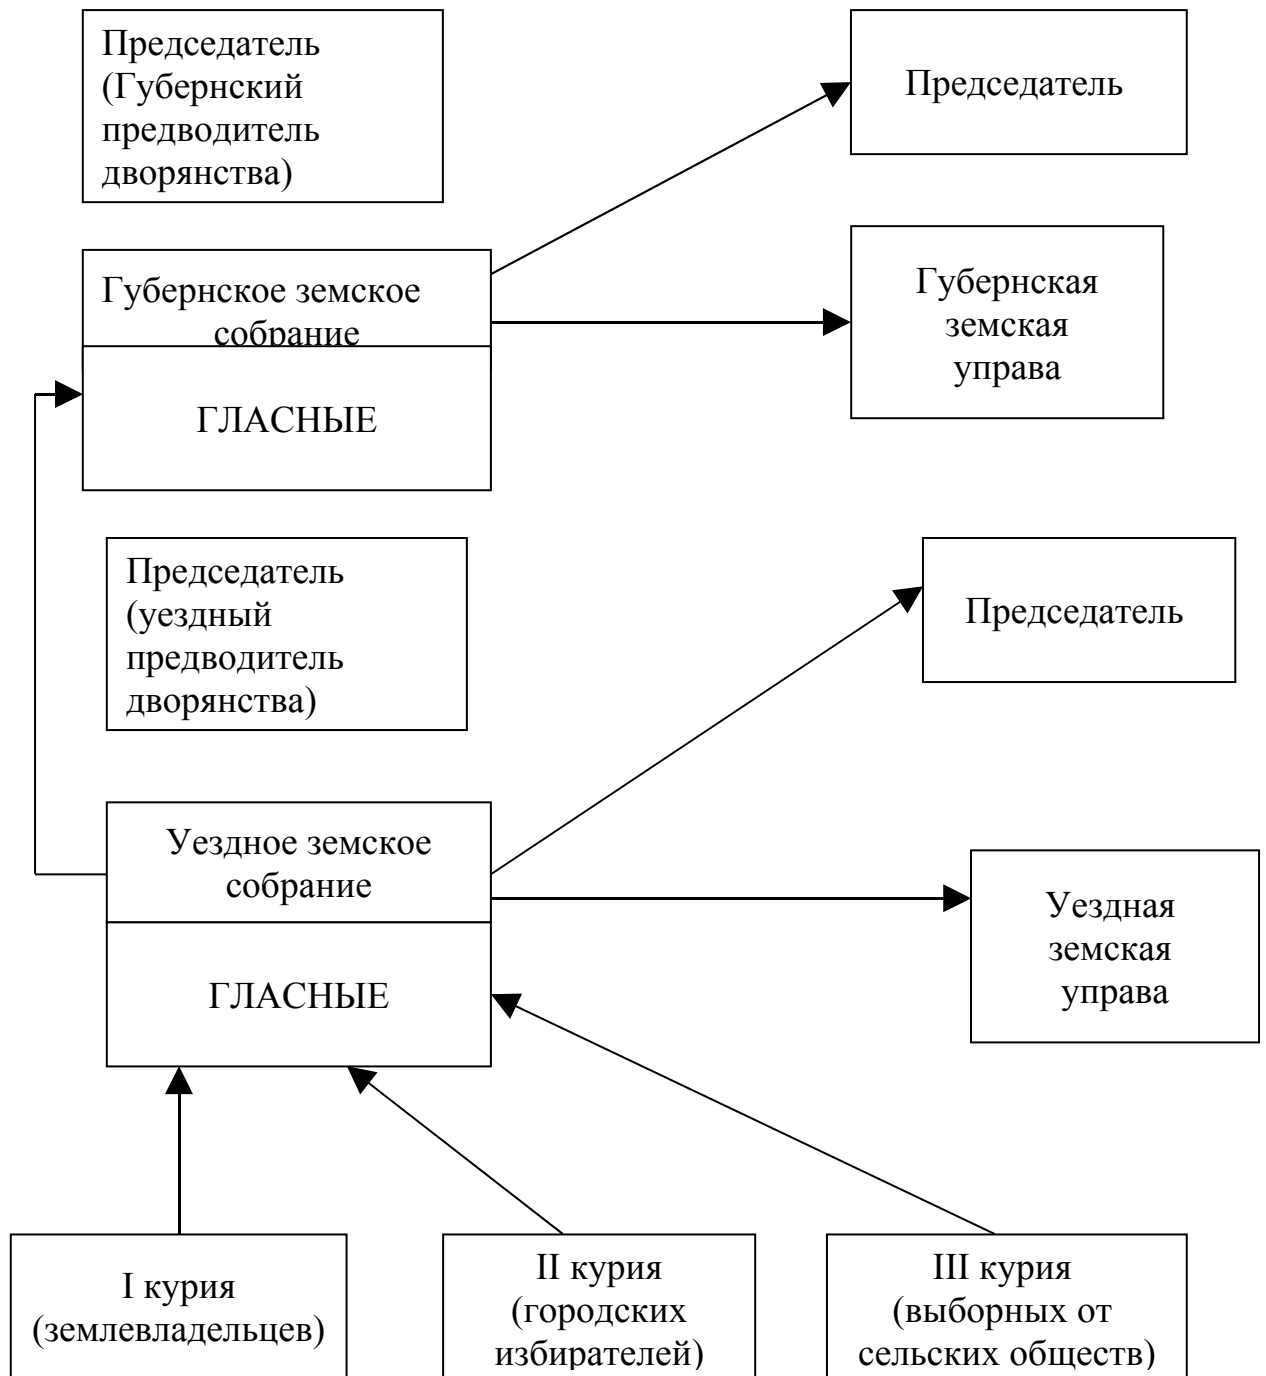 Председатель
(Губернский
предводитель
дворянства)
Председатель
Губернское земское
собрание
ГЛАСНЫЕ
Губернская
земская
управа
Председатель
(уездный
предводитель
дворянства)
Председатель
Уездное земское
собрание
ГЛАСНЫЕ
Уездная
земская
управа
I курия
(землевладельцев)
II курия
(городских
избирателей)
III курия
(выборных от
сельских обществ)